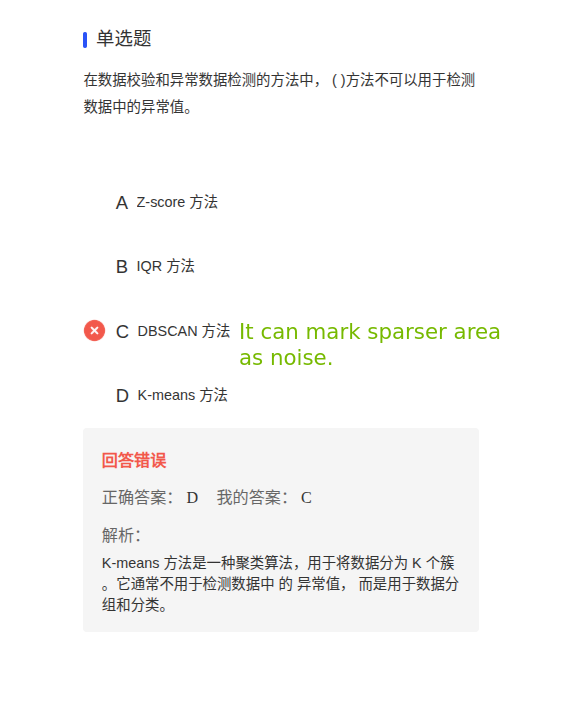 单选题
在数据校验和异常数据检测的方法中， ( )方法不可以用于检测
数据中的异常值。
A Z-score 方法
B IQR 方法
C DBSCAN 方法 It can mark sparser area
as noise.
D K-means 方法
回答错误
正确答案： D 我的答案： C
解析：
K-means 方法是一种聚类算法，用于将数据分为 K 个簇
。它通常不用于检测数据中 的 异常值， 而是用于数据分
组和分类。